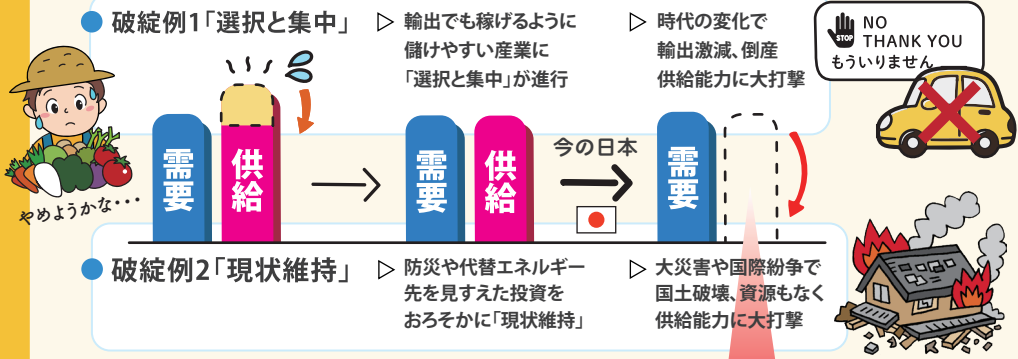 破綻例1「選択と集中」
▷ 輸出でも稼げるように
儲けやすい産業に
「選択と集中」が進行
▷ 時代の変化で
輸出激減、倒産
供給能力に大打撃
STOP
NO
THANK YOU
もういりません
需要
供給
需要
供給
今の日本
需要
やめようかな・・・
破綻例2「現状維持」
▷ 防災や代替エネルギー
先を見すえた投資を
おろそかに「現状維持」
▷ 大災害や国際紛争で
国土破壊、資源もなく
供給能力に大打撃